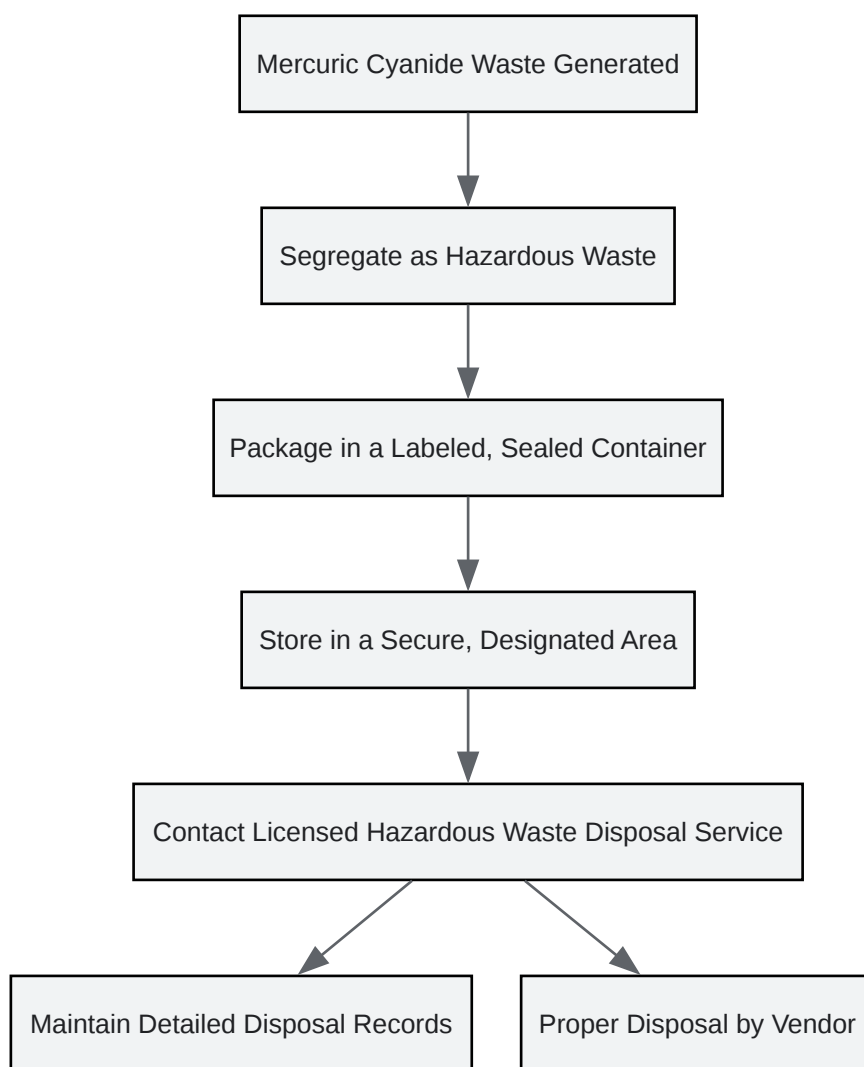 Mercuric Cyanide Waste Generated
Segregate as Hazardous Waste
Package in a Labeled, Sealed Container
Store in a Secure, Designated Area
Contact Licensed Hazardous Waste Disposal Service
Maintain Detailed Disposal Records
Proper Disposal by Vendor